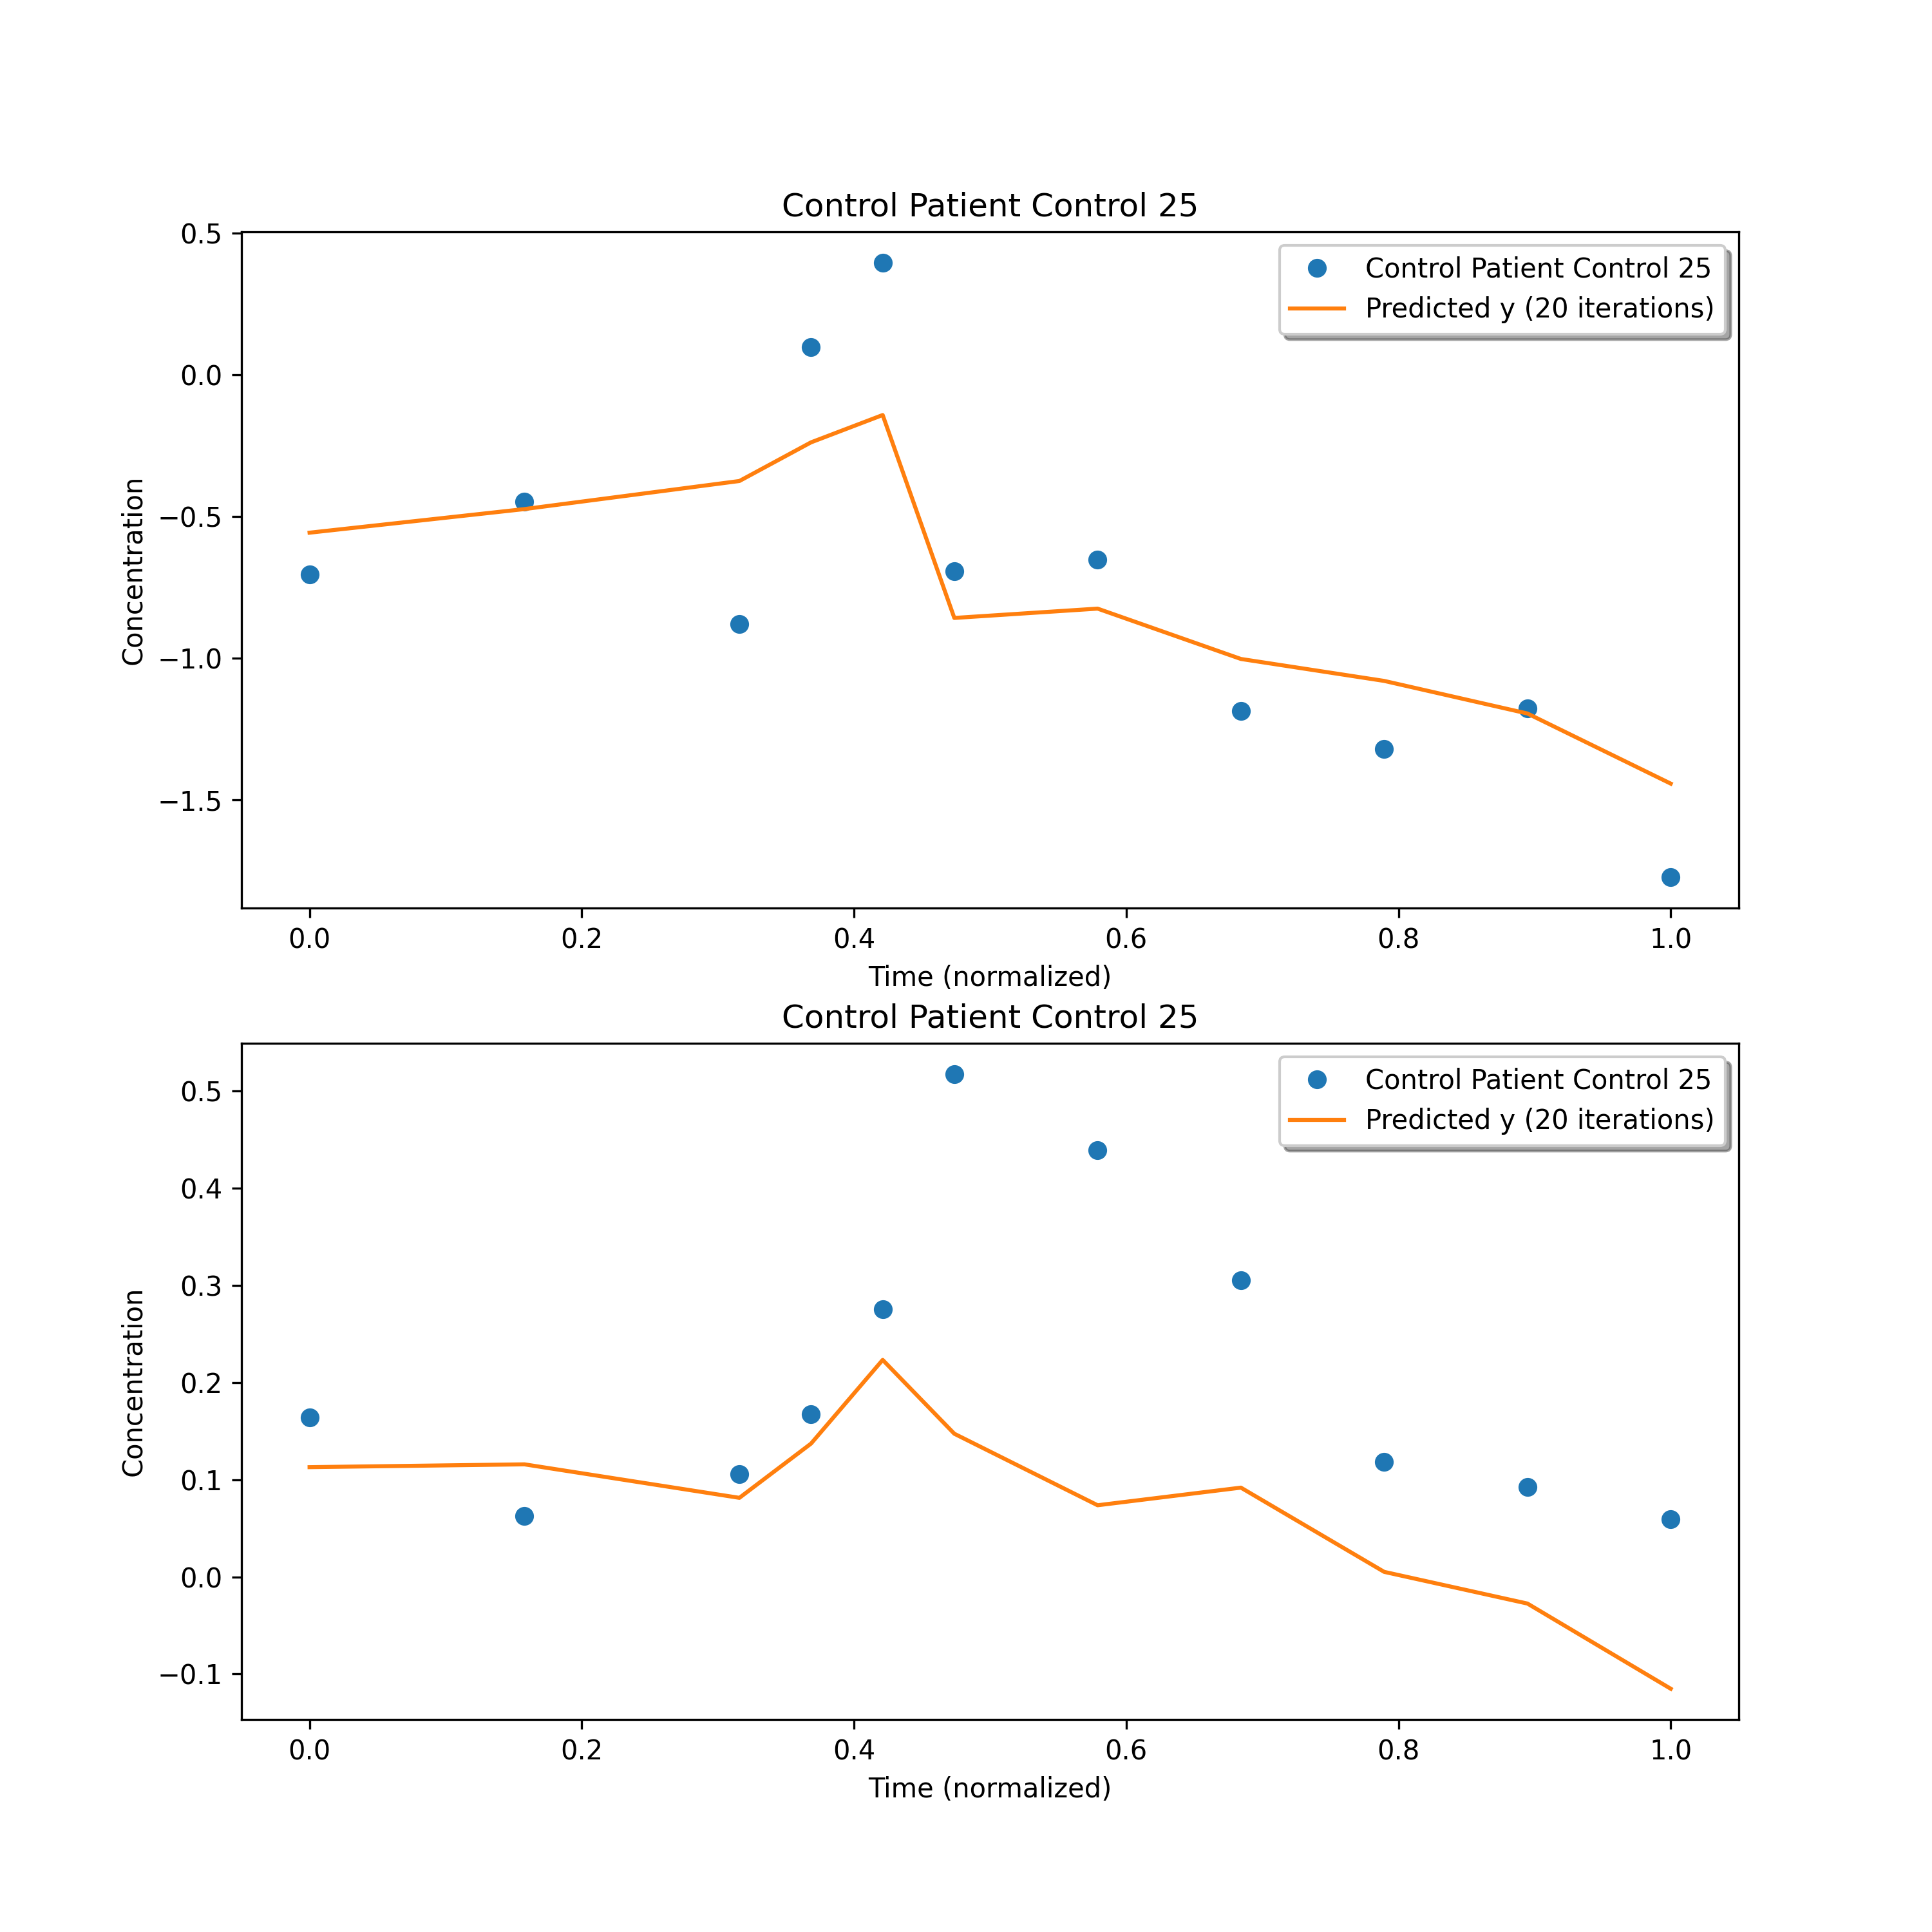 Control Patient Control 25
0.5
0.0
−0.5
−1.0
−1.5
Concentration
Control Patient Control 25
Predicted y (20 iterations)
0.0 0.2 0.4 0.6 0.8 1.0
Time (normalized)
Control Patient Control 25
0.5
0.4
0.3
0.2
0.1
0.0
−0.1
Concentration
Control Patient Control 25
Predicted y (20 iterations)
0.0 0.2 0.4 0.6 0.8 1.0
Time (normalized)